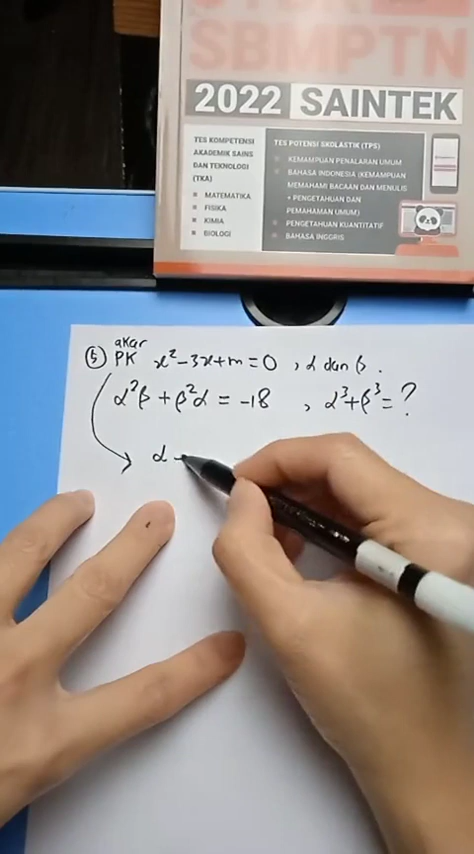 SBMPTN
2022 SAINTEK
TES KOMPETENSI
AKADEMIK SAINS
DAN TEKNOLOGI
(TKA)
MATEMATIKA
FISIKA
KIMIA
BIOLOGI
TES POTENSI SKOLASTIK (TPS)
KEMAMPUAN PENALARAN UMUM
BAHASA INDONESIA (KEMAMPUAN
MEMAHAMI BACAAN DAN MENULIS
+ PENGETAHUAN DAN
PEMAHAMAN UMUM)
PENGETAHUAN KUANTITATIF
BAHASA INGGRIS
akar
⑤ PK x² - 3x + m = 0 , α dan β .
α²β + β²α = -18 , α³ + β³ = ?
α